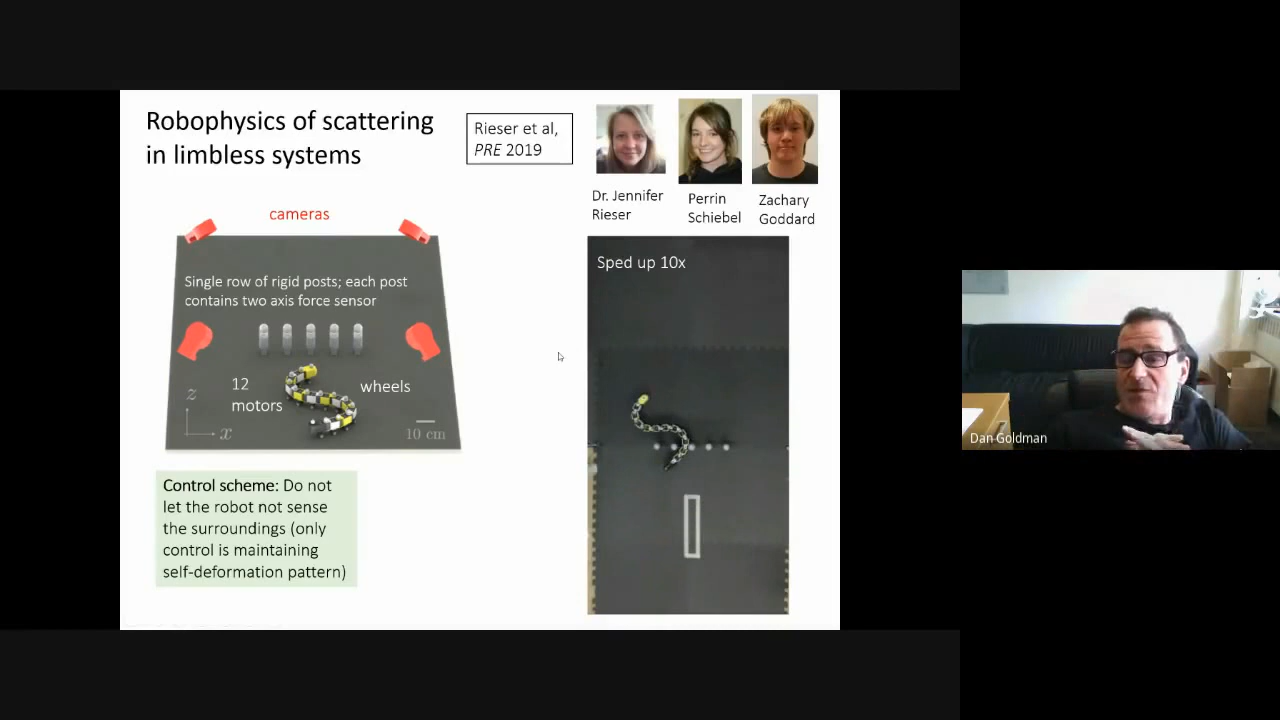 Robophysics of scattering
in limbless systems
Rieser et al,
PRE 2019
Dr. Jennifer
Rieser
Perrin
Schiebel
Zachary
Goddard
cameras
Single row of rigid posts; each post
contains two axis force sensor
12
motors
wheels
z
x
10 cm
Sped up 10x
Control scheme: Do not
let the robot not sense
the surroundings (only
control is maintaining
self-deformation pattern)
Dan Goldman